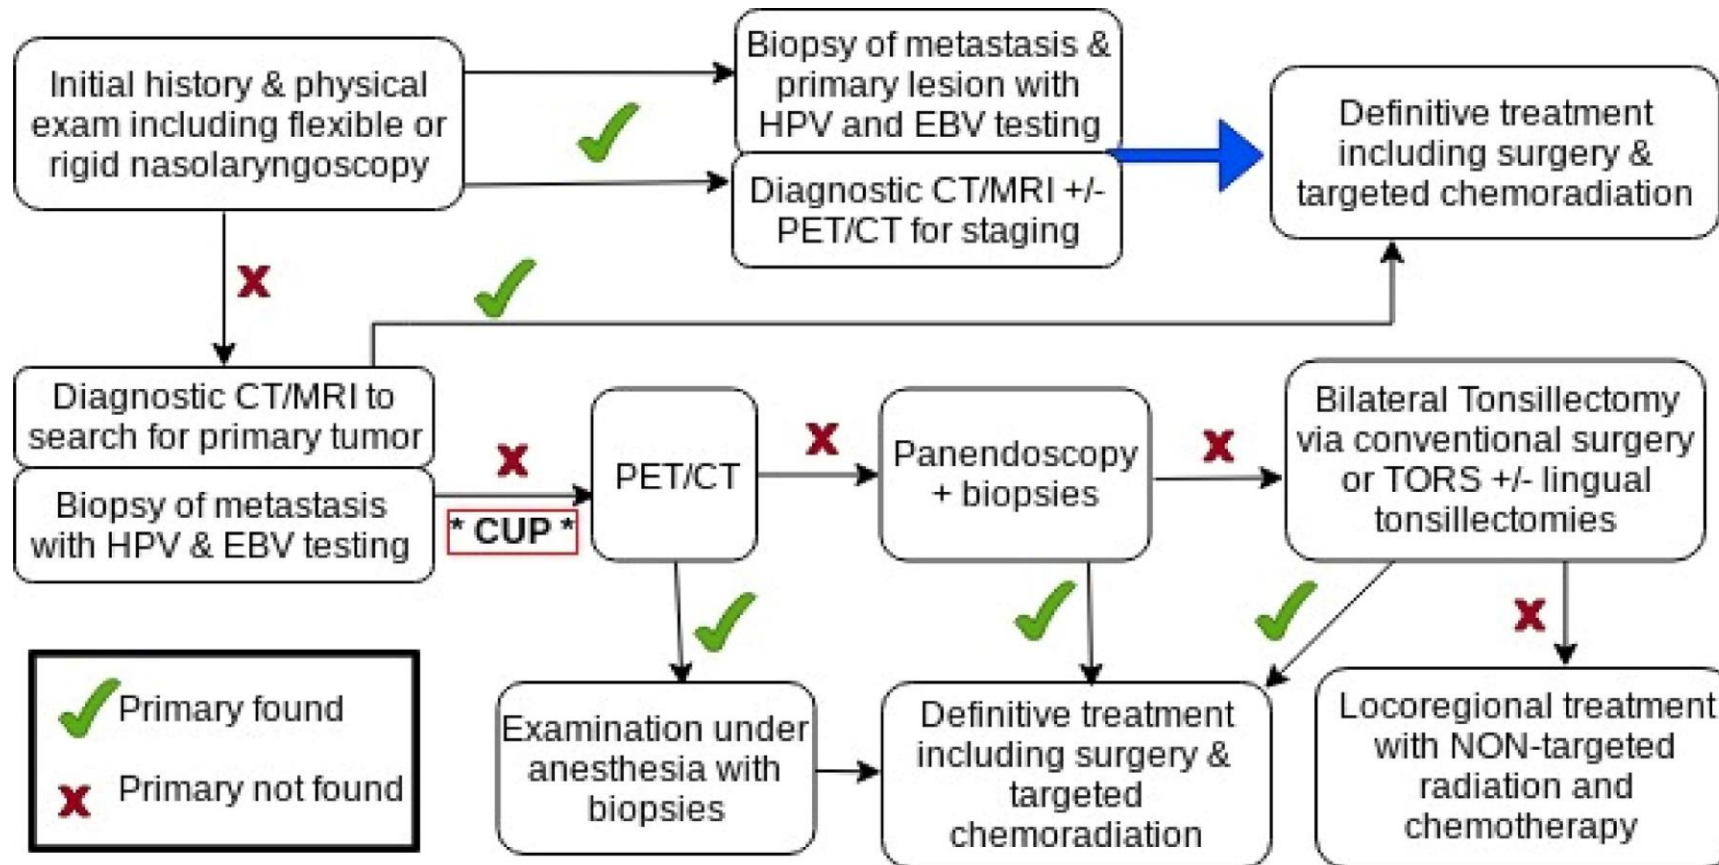 Initial history & physical
exam including flexible or
rigid nasolaryngoscopy
Biopsy of metastasis &
primary lesion with
HPV and EBV testing
Diagnostic CT/MRI +/-
PET/CT for staging
Definitive treatment
including surgery &
targeted chemoradiation
x
Diagnostic CT/MRI to
search for primary tumor
Biopsy of metastasis
with HPV & EBV testing
x
* CUP *
PET/CT
x
Panendoscopy
+ biopsies
x
Bilateral Tonsillectomy
via conventional surgery
or TORS +/- lingual
tonsillectomies
x
Primary found
x Primary not found
Examination under
anesthesia with
biopsies
Definitive treatment
including surgery &
targeted
chemoradiation
Locoregional treatment
with NON-targeted
radiation and
chemotherapy